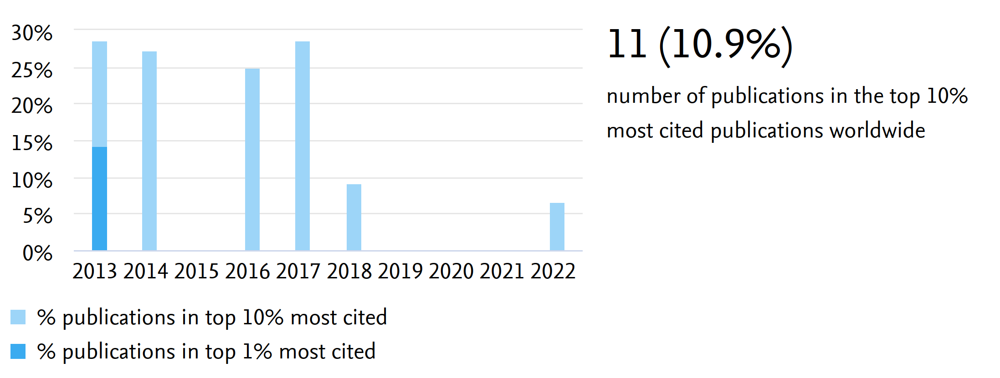 30%
25%
20%
15%
10%
5%
0%
2013 2014 2015 2016 2017 2018 2019 2020 2021 2022
% publications in top 10% most cited
% publications in top 1% most cited
11 (10.9%)
number of publications in the top 10%
most cited publications worldwide